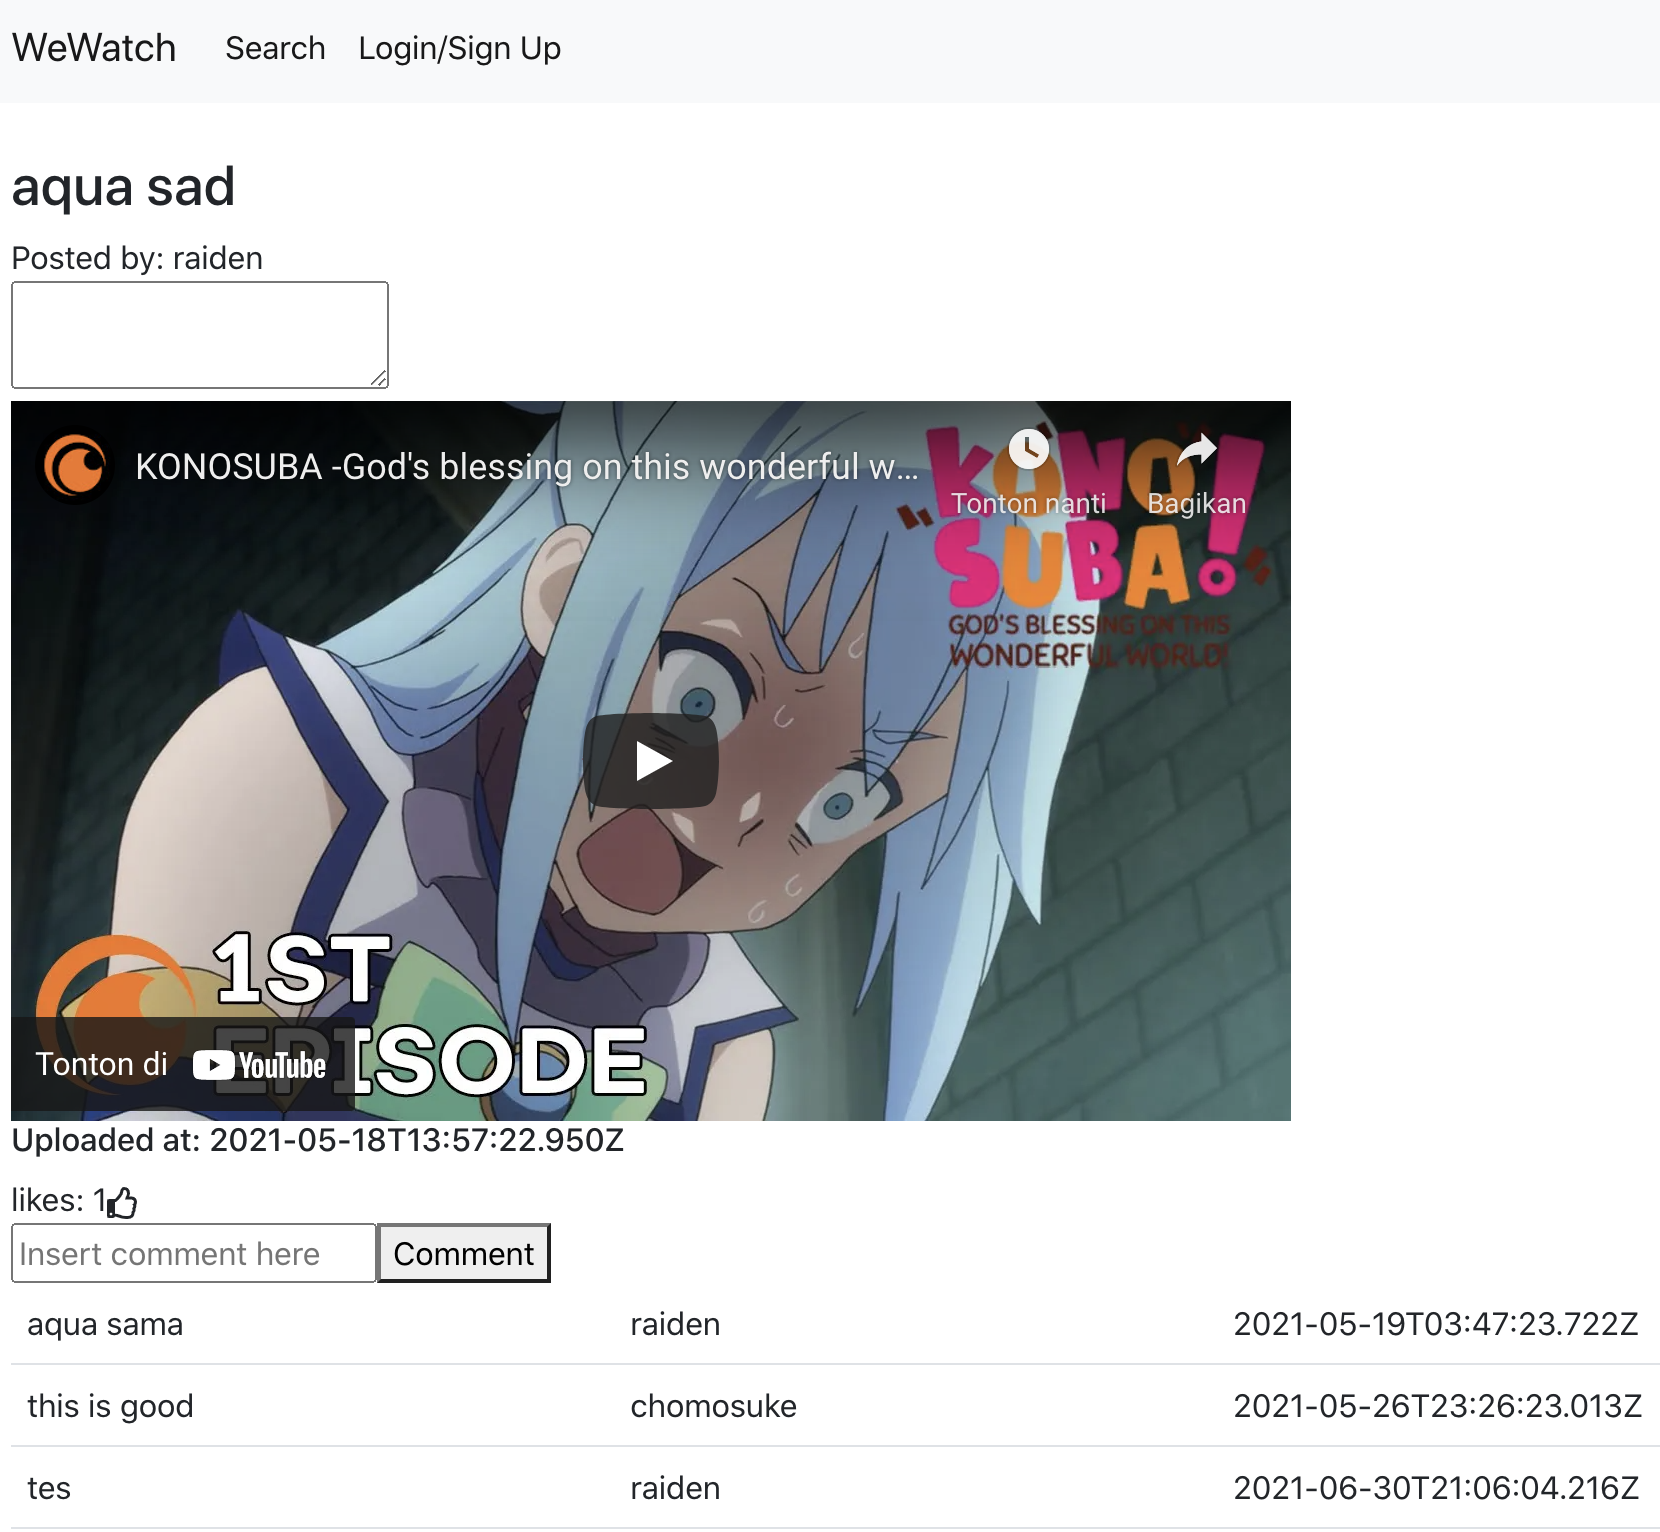 WeWatch Search Login/Sign Up
aqua sad
Posted by: raiden
KONOSUBA -God's blessing on this wonderful w...
Tonton nanti Bagikan
KONO
SUBA!
GOD'S BLESSING ON THIS
WONDERFUL WORLD!
1ST
EPISODE
Tonton di YouTube
Uploaded at: 2021-05-18T13:57:22.950Z
likes: 1
Insert comment here Comment
aqua sama raiden 2021-05-19T03:47:23.722Z
this is good chomosuke 2021-05-26T23:26:23.013Z
tes raiden 2021-06-30T21:06:04.216Z